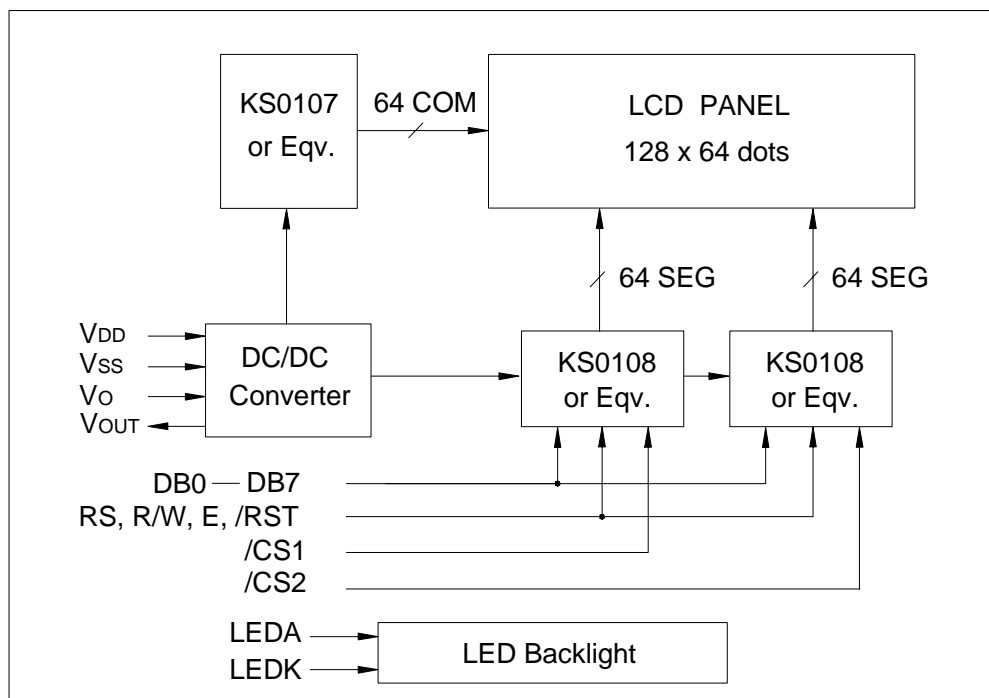 KS0107
or Eqv.
64 COM
LCD PANEL
128 x 64 dots
64 SEG
64 SEG
VDD
VSS
VO
VOUT
DC/DC
Converter
KS0108
or Eqv.
KS0108
or Eqv.
DB0 — DB7
RS, R/W, E, /RST
/CS1
/CS2
LEDA
LEDK
LED Backlight